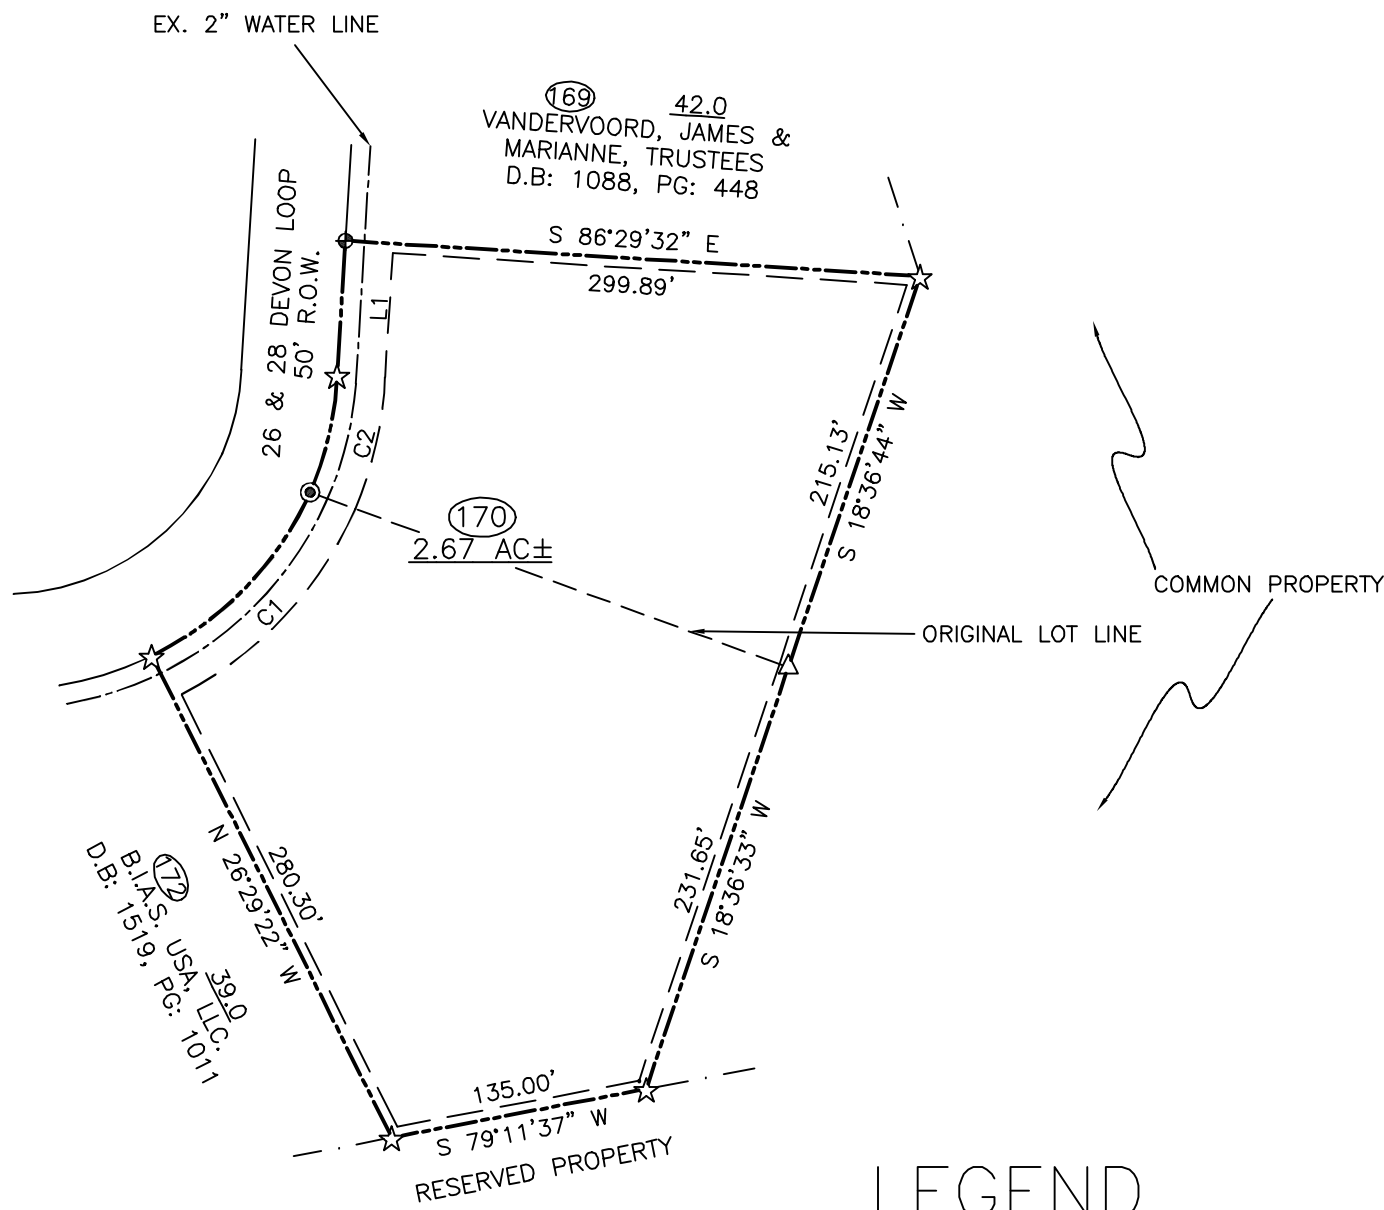 EX. 2” WATER LINE
169 42.0
VANDERVOORD, JAMES &
MARIANNE, TRUSTEES
D.B: 1088, PG: 448
26 & 28 DEVON LOOP
50' R.O.W.
S 86°29'32” E
299.89'
L1
C2
C1
215.13'
S 18°36'44” W
170
2.67 AC±
COMMON PROPERTY
ORIGINAL LOT LINE
231.65'
S 18°36'33” W
280.30'
N 26°29'22” W
172 39.0
B.I.A.S. USA, LLC.
D.B: 1519, PG: 1011
135.00'
S 79°11'37” W
RESERVED PROPERTY
LEGEND